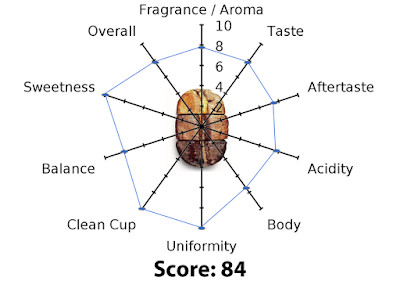 Fragrance / Aroma
10
8
6
4
2
Overall
Taste
Sweetness
Aftertaste
Balance
Acidity
Clean Cup
Body
Uniformity
Score: 84